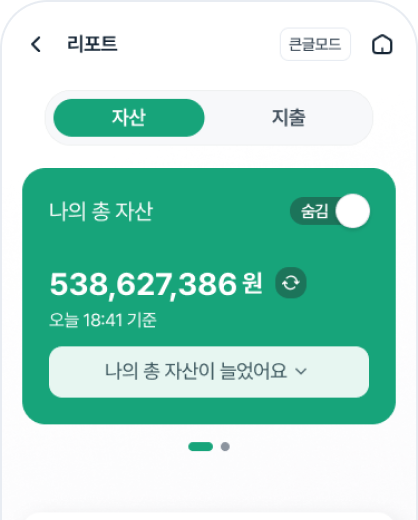 리포트 큰글모드
자산 지출
나의 총 자산 숨김
538,627,386 원
오늘 18:41 기준
나의 총 자산이 늘었어요